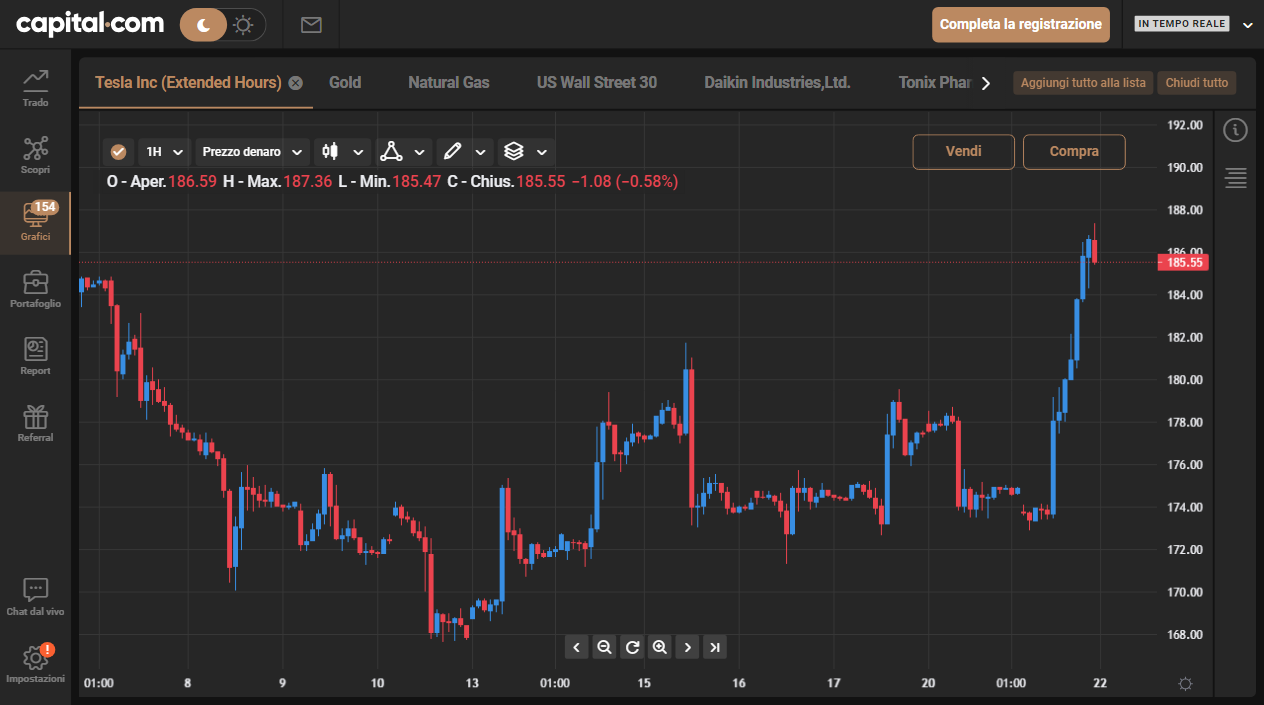 capital.com
Completa la registrazione
IN TEMPO REALE
Tesla Inc (Extended Hours)
Gold
Natural Gas
US Wall Street 30
Daikin Industries,Ltd.
Tonix Phar
Aggiungi tutto alla lista
Chiudi tutto
Trado
Scopri
154
Grafici
Portafoglio
Report
Referral
Chat dal vivo
!
Impostazioni
1H
Prezzo denaro
Vendi
Compra
O - Aper.186.59 H - Max.187.36 L - Min.185.47 C - Chius.185.55 −1.08 (−0.58%)
192.00
190.00
188.00
186.00
185.55
184.00
182.00
180.00
178.00
176.00
174.00
172.00
170.00
168.00
01:00 8 9 10 13 01:00 15 16 17 20 01:00 22